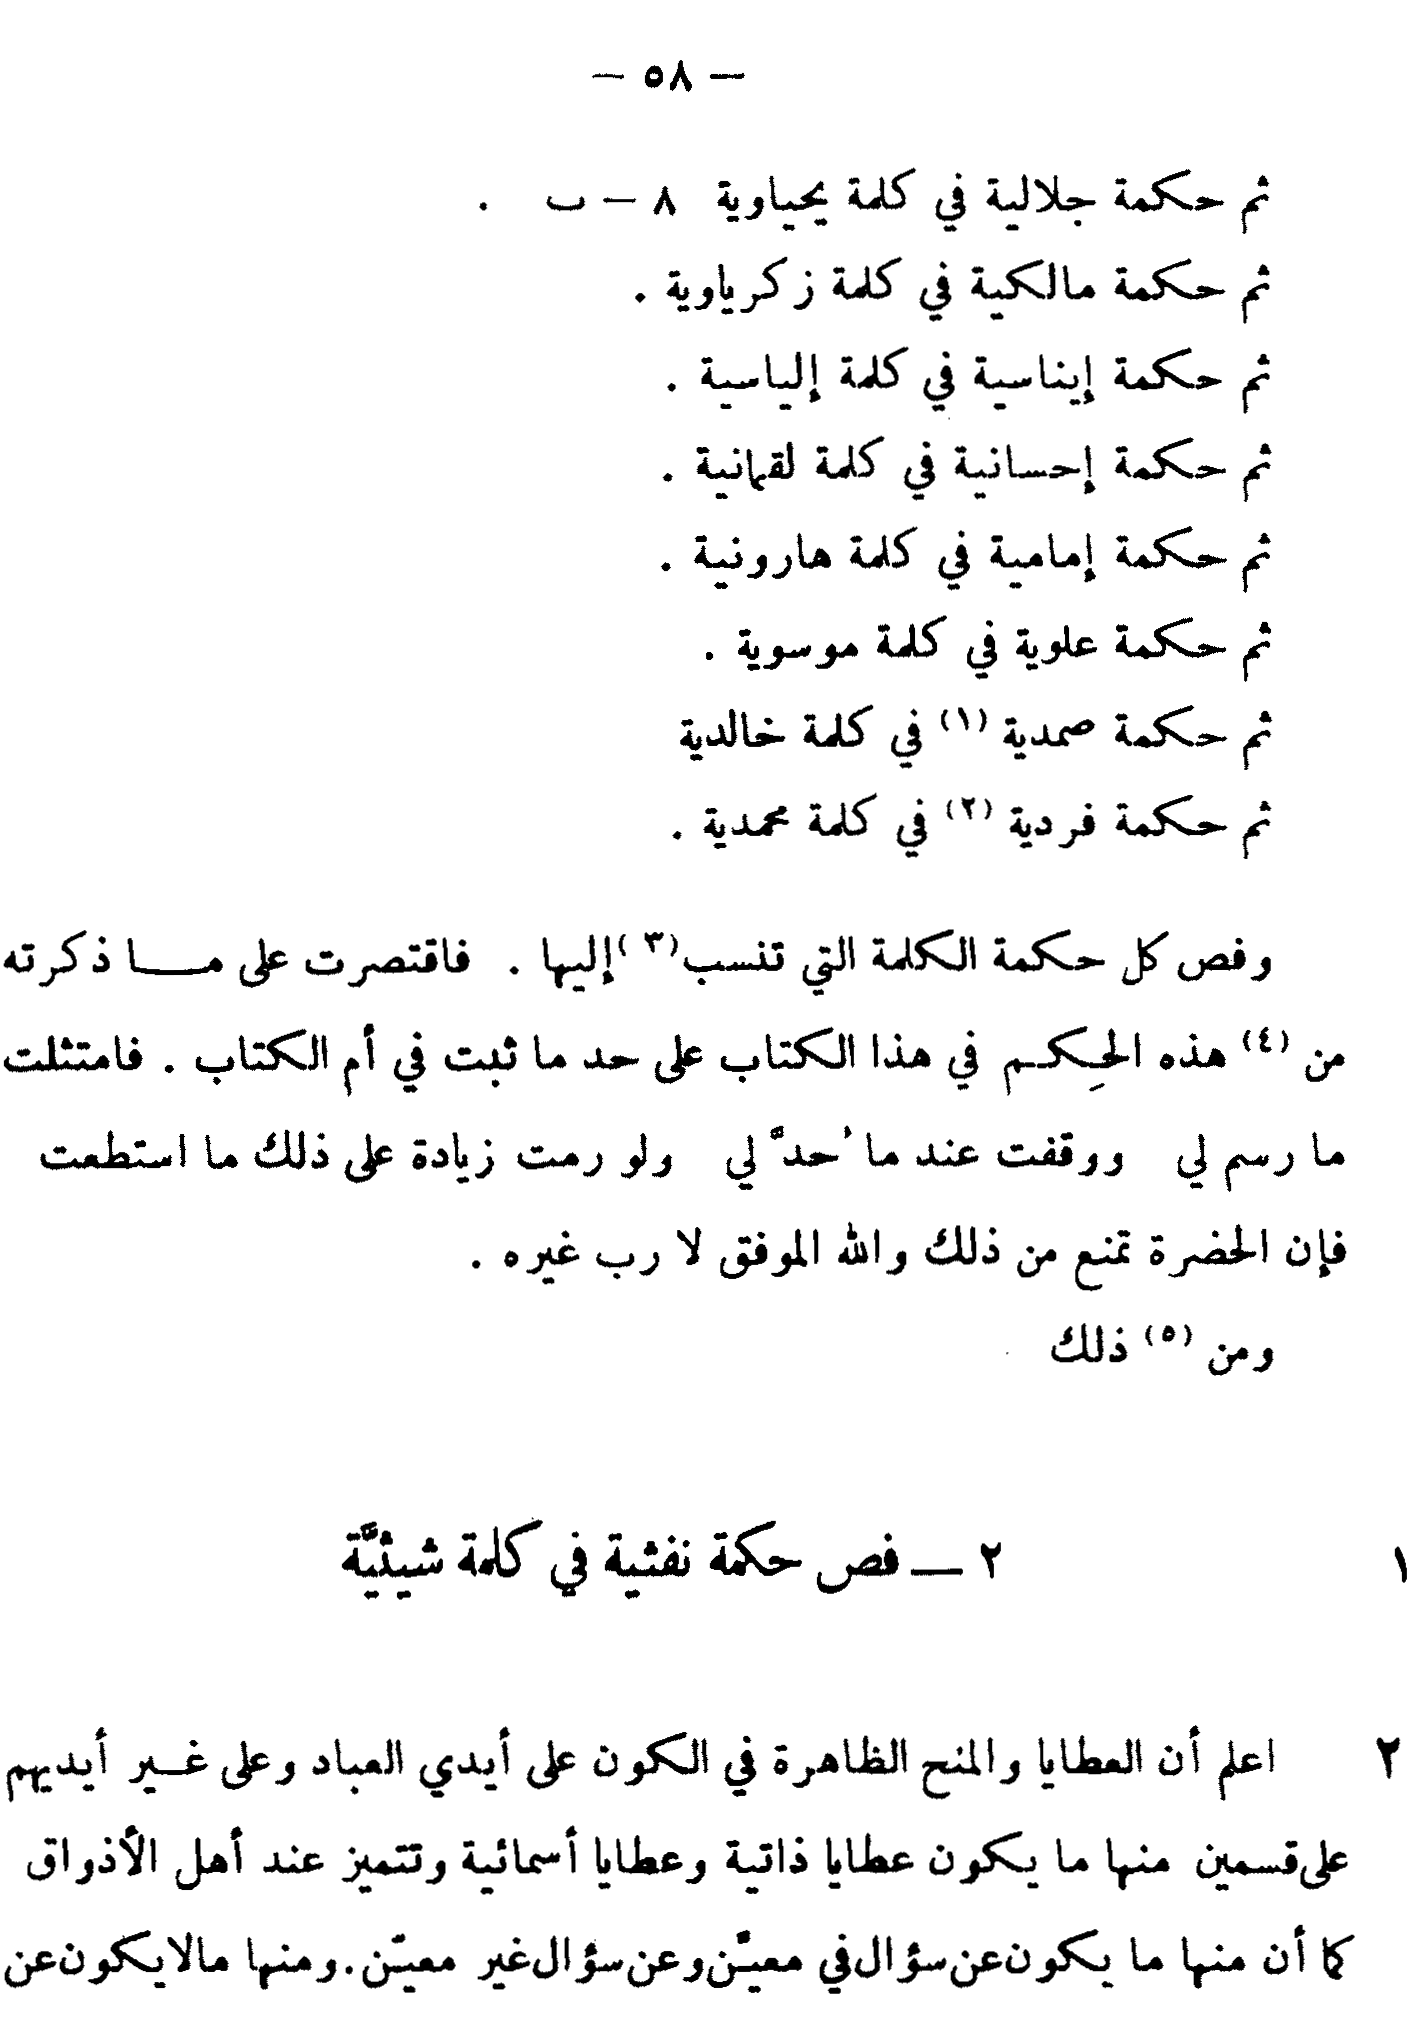 — ٥٨ —
ثم حكمة جلالية في كلمة يحياوية ٨ – ب .
ثم حكمة مالكية في كلمة زكرياوية .
ثم حكمة إيناسية في كلمة إلياسية .
ثم حكمة إحسانية في كلمة لقمانية .
ثم حكمة إمامية في كلمة هارونية .
ثم حكمة علوية في كلمة موسوية .
ثم حكمة صمدية (١) في كلمة خالدية
ثم حكمة فردية (٢) في كلمة محمدية .
وفص كل حكمة الكلمة التي تنسب(٣) إليها . فاقتصرت على مــا ذكرته
من (٤) هذه الحِكـم في هذا الكتاب على حد ما ثبت في أم الكتاب . فامتثلت
ما رسم لي ووقفت عند ما حُدَّ لي ولو رمت زيادة على ذلك ما استطعت
فإن الحضرة تمنع من ذلك والله الموفق لا رب غيره .
ومن (٥) ذلك
١ ٢ — فص حكمة نفثية في كلمة شيثيَّة
٢ اعلم أن العطايا والمنح الظاهرة في الكون على أيدي العباد وعلى غــير أيديهم
على قسمين منها ما يكون عطايا ذاتية وعطايا أسمائية وتتميز عند أهل الأذواق
كما أن منها ما يكون عن سؤال في معيَّن وعن سؤال غير معيّن. ومنها ما لا يكون عن